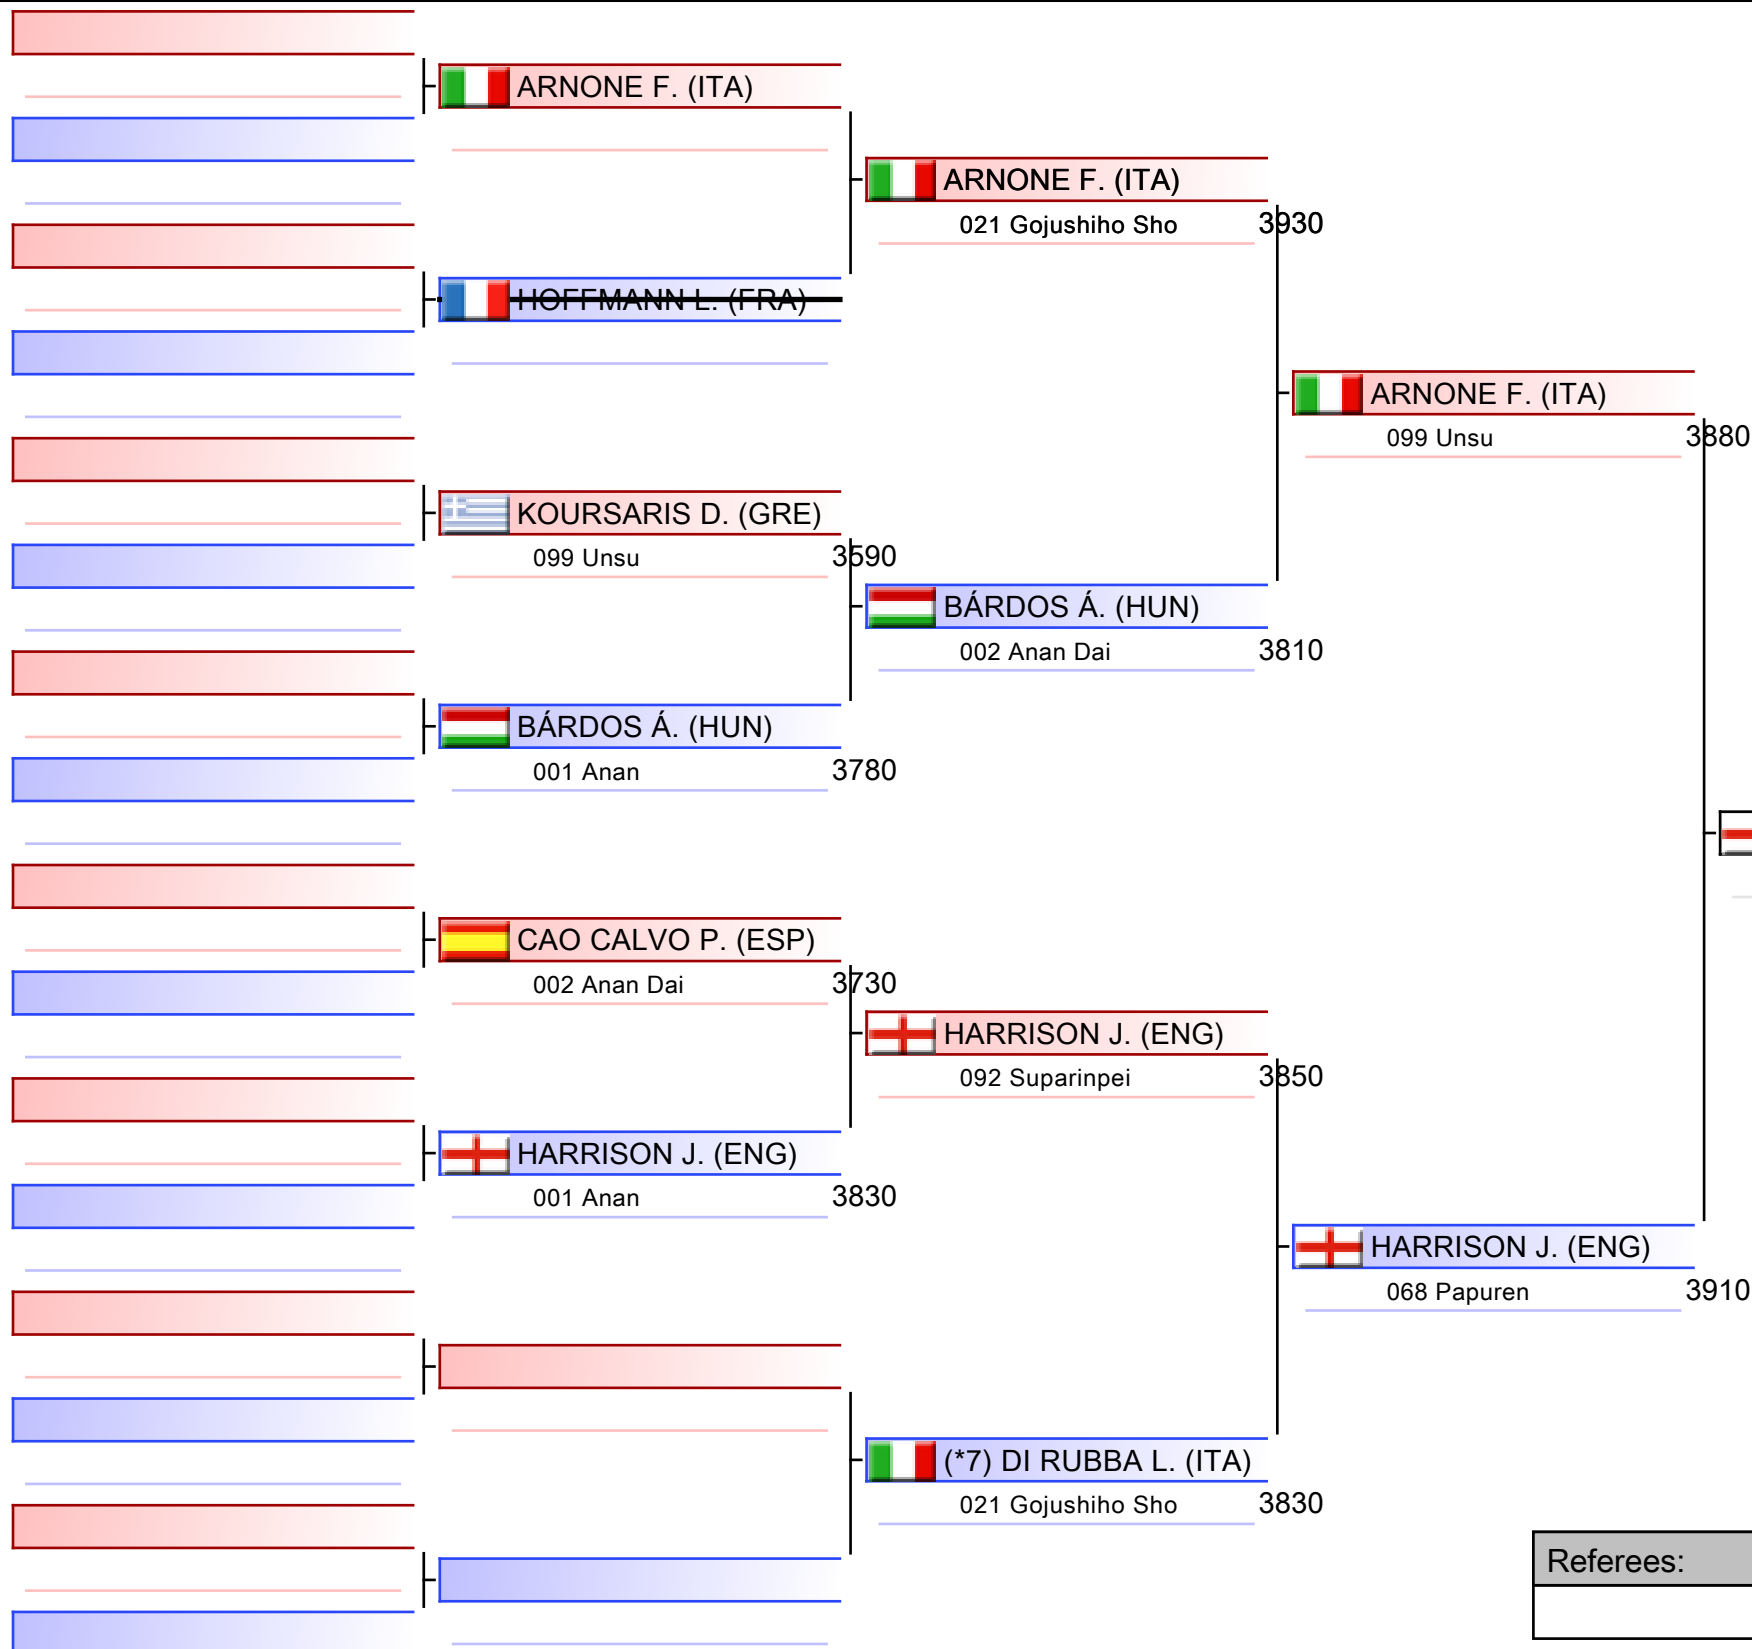 ARNONE F. (ITA)
HOFFMANN L. (FRA)
KOURSARIS D. (GRE)
099 Unsu 3590
BÁRDOS Á. (HUN)
001 Anan 3780
CAO CALVO P. (ESP)
002 Anan Dai 3730
HARRISON J. (ENG)
001 Anan 3830
ARNONE F. (ITA)
021 Gojushiho Sho 3930
BÁRDOS Á. (HUN)
002 Anan Dai 3810
HARRISON J. (ENG)
092 Suparinpei 3850
(*7) DI RUBBA L. (ITA)
021 Gojushiho Sho 3830
ARNONE F. (ITA)
099 Unsu 3880
HARRISON J. (ENG)
068 Papuren 3910
Referees: